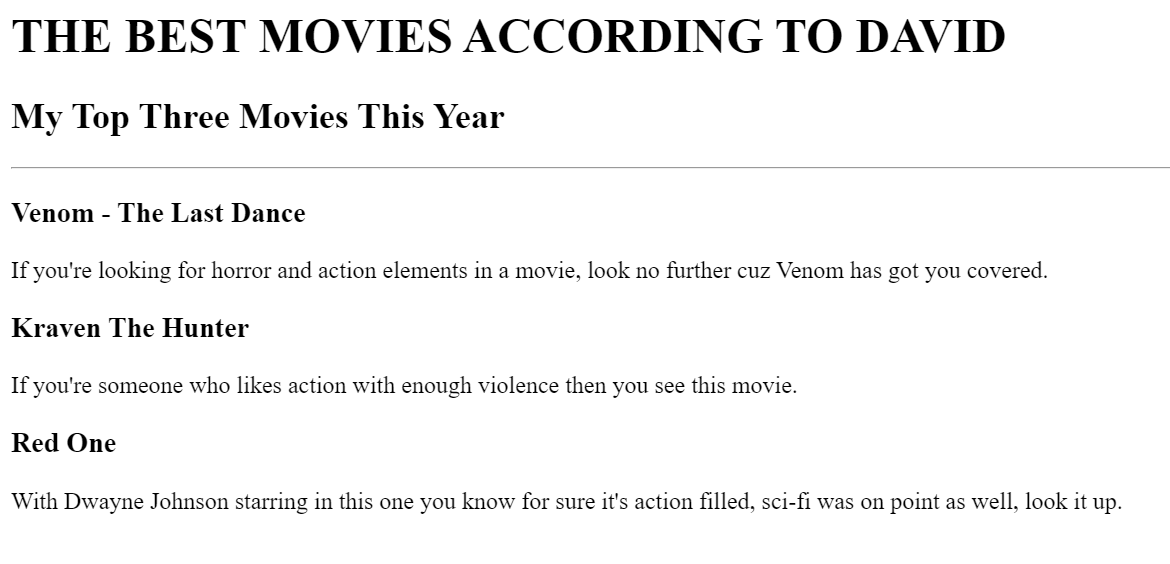 THE BEST MOVIES ACCORDING TO DAVID
My Top Three Movies This Year
Venom - The Last Dance
If you're looking for horror and action elements in a movie, look no further cuz Venom has got you covered.
Kraven The Hunter
If you're someone who likes action with enough violence then you see this movie.
Red One
With Dwayne Johnson starring in this one you know for sure it's action filled, sci-fi was on point as well, look it up.